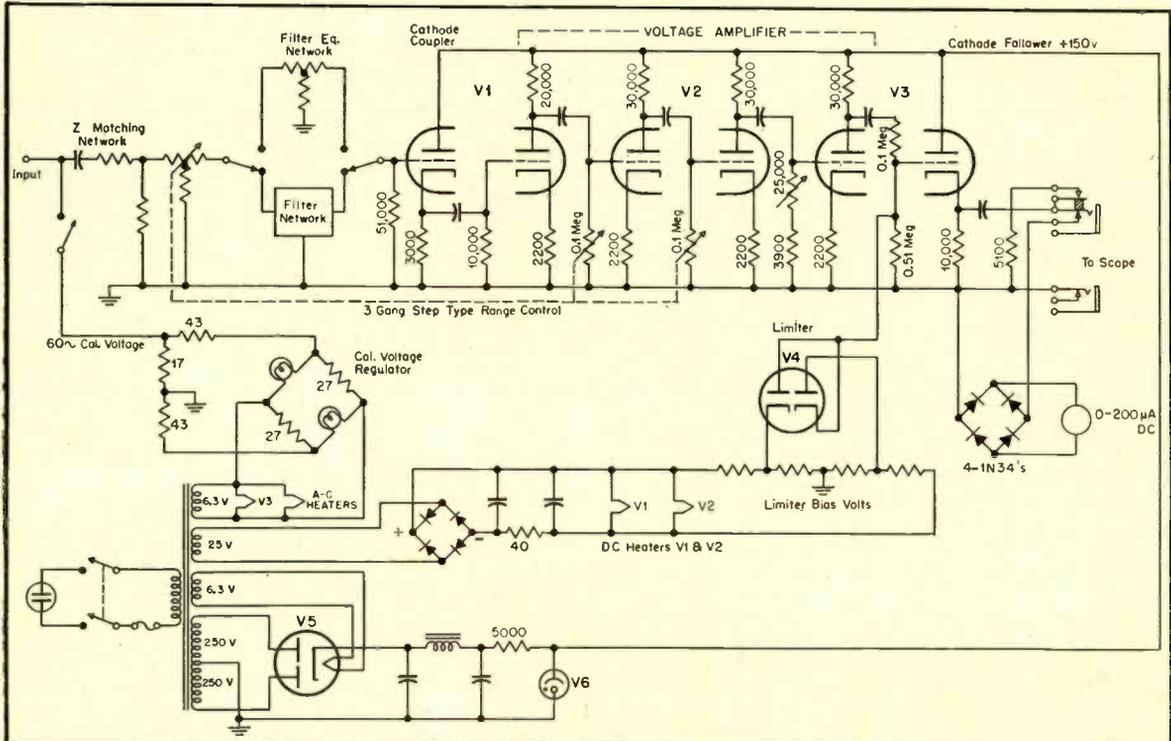 Filter Eq.
Network
Cathode
Coupler
VOLTAGE AMPLIFIER
Cathode Follower +150v
V1
V2
V3
20,000
30,000
30,000
30,000
Z Matching
Network
Input
Filter
Network
51,000
3000
10,000
2200
0.1 Meg
2200
0.1 Meg
2200
25,000
3900
2200
0.1 Meg
0.51 Meg
10,000
5100
To Scope
3 Gang Step Type Range Control
60~ Cal. Voltage
43
17
43
Cal. Voltage
Regulator
27
27
Limiter
V4
0-200µA
DC
4-1N34's
6.3 V
V3
A-C
HEATERS
25 V
+
-
40
V1
V2
DC Heaters V1 & V2
Limiter Bias Volts
6.3 V
250 V
250 V
V5
5000
V6